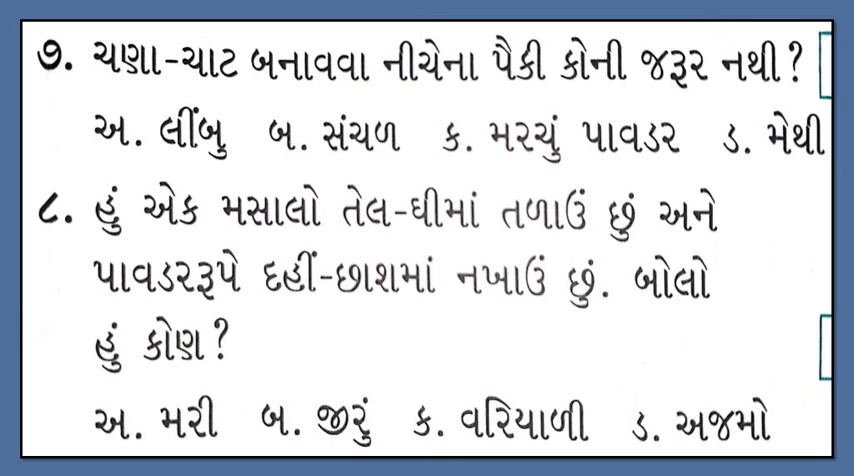 ૭. ચણા-ચાટ બનાવવા નીચેના પૈકી કોની જરૂર નથી?
અ. લીંબુ બ. સંચળ ક. મરચું પાવડર ડ. મેથી
૮. હું એક મસાલો તેલ-ઘીમાં તળાઉં છું અને
પાવડરરૂપે દહીં-છાશમાં નખાઉં છું. બોલો
હું કોણ?
અ. મરી બ. જીરું ક. વરિયાળી ડ. અજમો